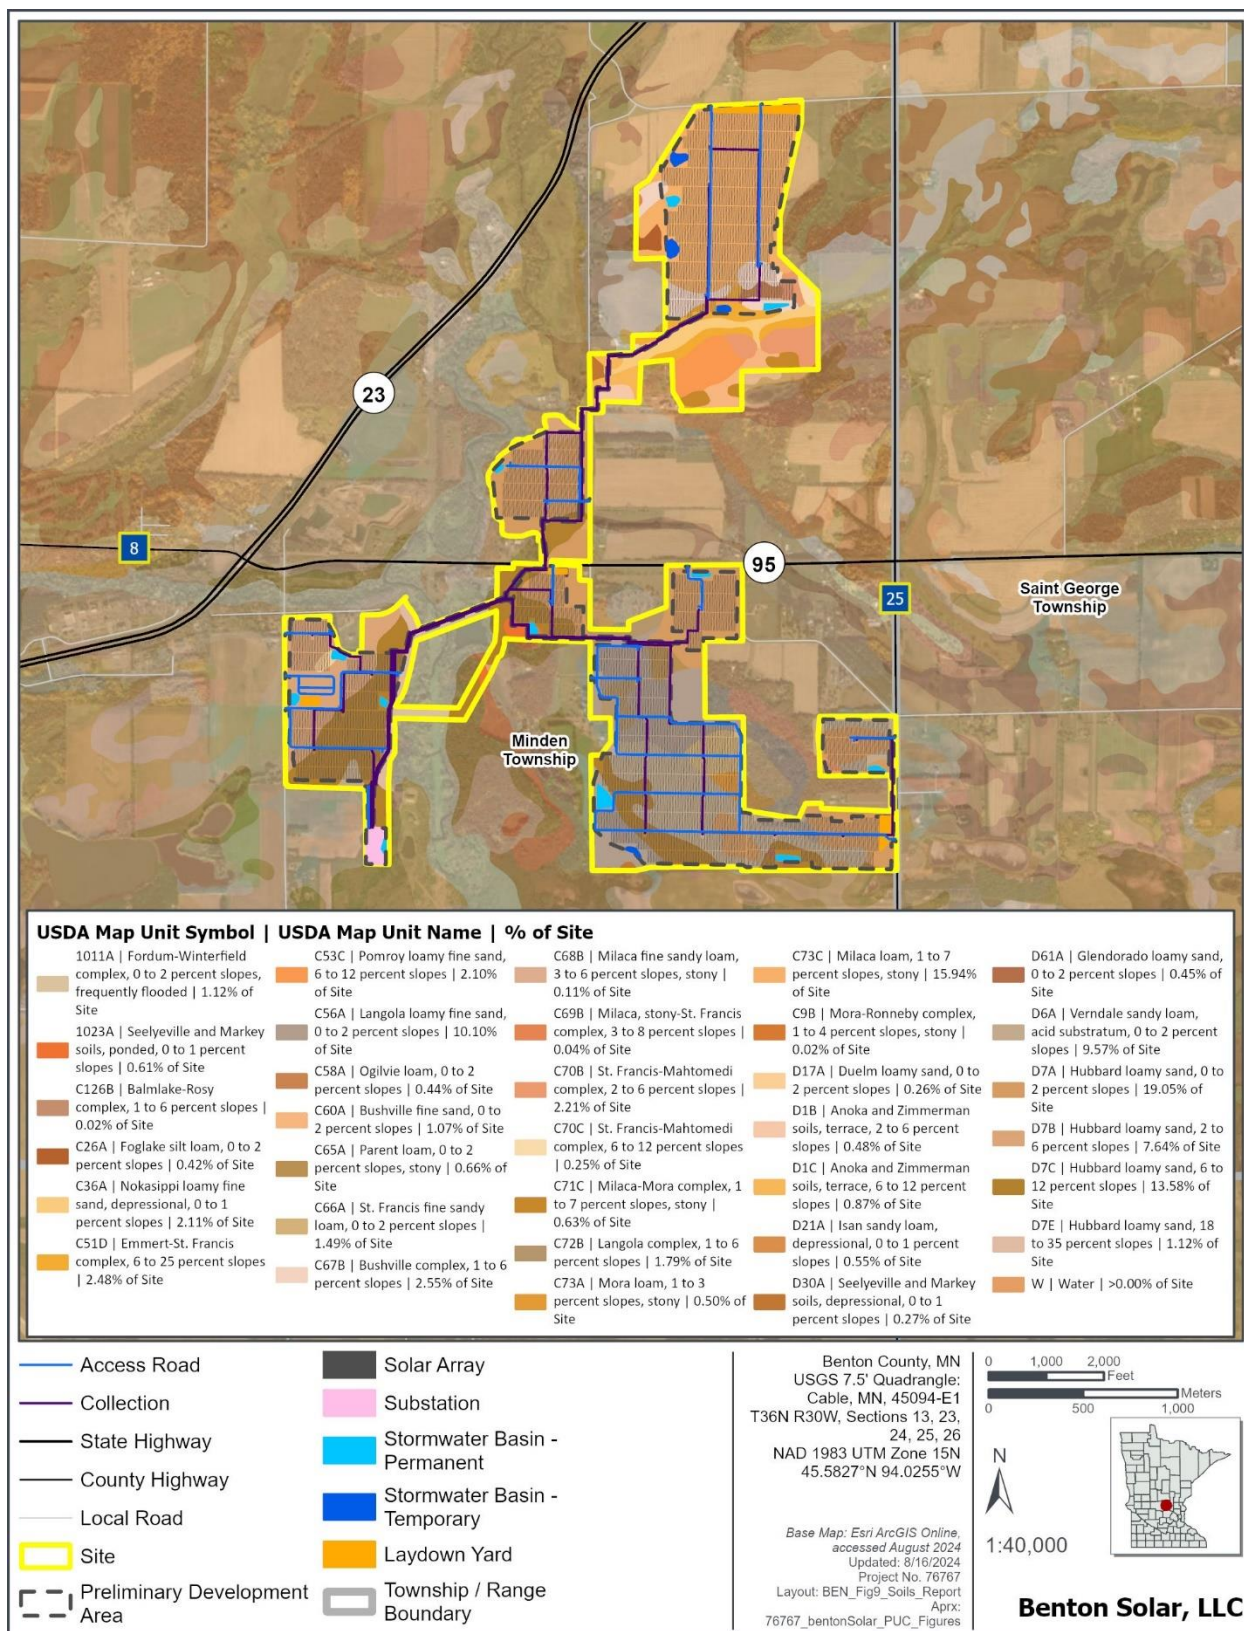 23
8
95
25
Saint George
Township
Minden
Township
USDA Map Unit Symbol | USDA Map Unit Name | % of Site
1011A | Fordum-Winterfield
complex, 0 to 2 percent slopes,
frequently flooded | 1.12% of
Site
1023A | Seelyeville and Markey
soils, ponded, 0 to 1 percent
slopes | 0.61% of Site
C126B | Balmlake-Rosy
complex, 1 to 6 percent slopes |
0.02% of Site
C26A | Foglake silt loam, 0 to 2
percent slopes | 0.42% of Site
C36A | Nokasippi loamy fine
sand, depressional, 0 to 1
percent slopes | 2.11% of Site
C51D | Emmert-St. Francis
complex, 6 to 25 percent slopes
| 2.48% of Site
C53C | Pomroy loamy fine sand,
6 to 12 percent slopes | 2.10%
of Site
C56A | Langola loamy fine sand,
0 to 2 percent slopes | 10.10%
of Site
C58A | Ogilvie loam, 0 to 2
percent slopes | 0.44% of Site
C60A | Bushville fine sand, 0 to
2 percent slopes | 1.07% of Site
C65A | Parent loam, 0 to 2
percent slopes, stony | 0.66% of
Site
C66A | St. Francis fine sandy
loam, 0 to 2 percent slopes |
1.49% of Site
C67B | Bushville complex, 1 to 6
percent slopes | 2.55% of Site
C68B | Milaca fine sandy loam,
3 to 6 percent slopes, stony |
0.11% of Site
C69B | Milaca, stony-St. Francis
complex, 3 to 8 percent slopes |
0.04% of Site
C70B | St. Francis-Mahtomedi
complex, 2 to 6 percent slopes |
2.21% of Site
C70C | St. Francis-Mahtomedi
complex, 6 to 12 percent slopes
| 0.25% of Site
C71C | Milaca-Mora complex, 1
to 7 percent slopes, stony |
0.63% of Site
C72B | Langola complex, 1 to 6
percent slopes | 1.79% of Site
C73A | Mora loam, 1 to 3
percent slopes, stony | 0.50% of
Site
C73C | Milaca loam, 1 to 7
percent slopes, stony | 15.94%
of Site
C9B | Mora-Ronneby complex,
1 to 4 percent slopes, stony |
0.02% of Site
D17A | Duelm loamy sand, 0 to
2 percent slopes | 0.26% of Site
D1B | Anoka and Zimmerman
soils, terrace, 2 to 6 percent
slopes | 0.48% of Site
D1C | Anoka and Zimmerman
soils, terrace, 6 to 12 percent
slopes | 0.87% of Site
D21A | Isan sandy loam,
depressional, 0 to 1 percent
slopes | 0.55% of Site
D30A | Seelyeville and Markey
soils, depressional, 0 to 1
percent slopes | 0.27% of Site
D61A | Glendorado loamy sand,
0 to 2 percent slopes | 0.45% of
Site
D6A | Verndale sandy loam,
acid substratum, 0 to 2 percent
slopes | 9.57% of Site
D7A | Hubbard loamy sand, 0 to
2 percent slopes | 19.05% of
Site
D7B | Hubbard loamy sand, 2 to
6 percent slopes | 7.64% of Site
D7C | Hubbard loamy sand, 6 to
12 percent slopes | 13.58% of
Site
D7E | Hubbard loamy sand, 18
to 35 percent slopes | 1.12% of
Site
W | Water | >0.00% of Site
Access Road
Collection
State Highway
County Highway
Local Road
Site
Preliminary Development
Area
Solar Array
Substation
Stormwater Basin -
Permanent
Stormwater Basin -
Temporary
Laydown Yard
Township / Range
Boundary
Benton County, MN
USGS 7.5' Quadrangle:
Cable, MN, 45094-E1
T36N R30W, Sections 13, 23,
24, 25, 26
NAD 1983 UTM Zone 15N
45.5827°N 94.0255°W
Base Map: Esri ArcGIS Online,
accessed August 2024
Updated: 8/16/2024
Project No. 76767
Layout: BEN_Fig9_Soils_Report
Aprx:
76767_bentonSolar_PUC_Figures
0 1,000 2,000
Feet
Meters
0 500 1,000
N
1:40,000
Benton Solar, LLC